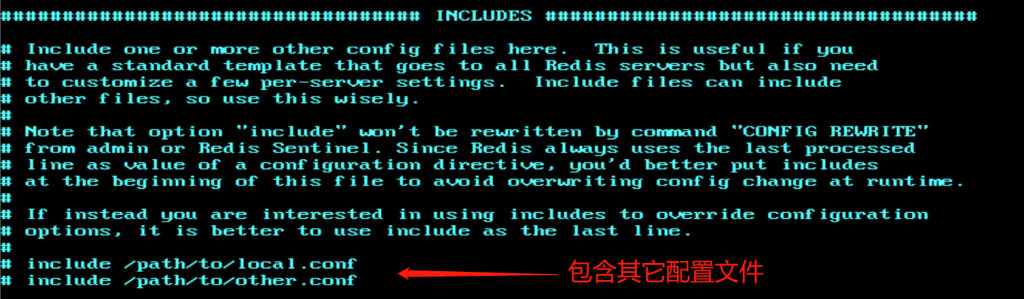 ################################## INCLUDES ###################################
# Include one or more other config files here.  This is useful if you
# have a standard template that goes to all Redis servers but also need
# to customize a few per-server settings.  Include files can include
# other files, so use this wisely.
#
# Note that option "include" won't be rewritten by command "CONFIG REWRITE"
# from admin or Redis Sentinel. Since Redis always uses the last processed
# line as value of a configuration directive, you'd better put includes
# at the beginning of this file to avoid overwriting config change at runtime.
#
# If instead you are interested in using includes to override configuration
# options, it is better to use include as the last line.
#
# include /path/to/local.conf
# include /path/to/other.conf
包含其它配置文件